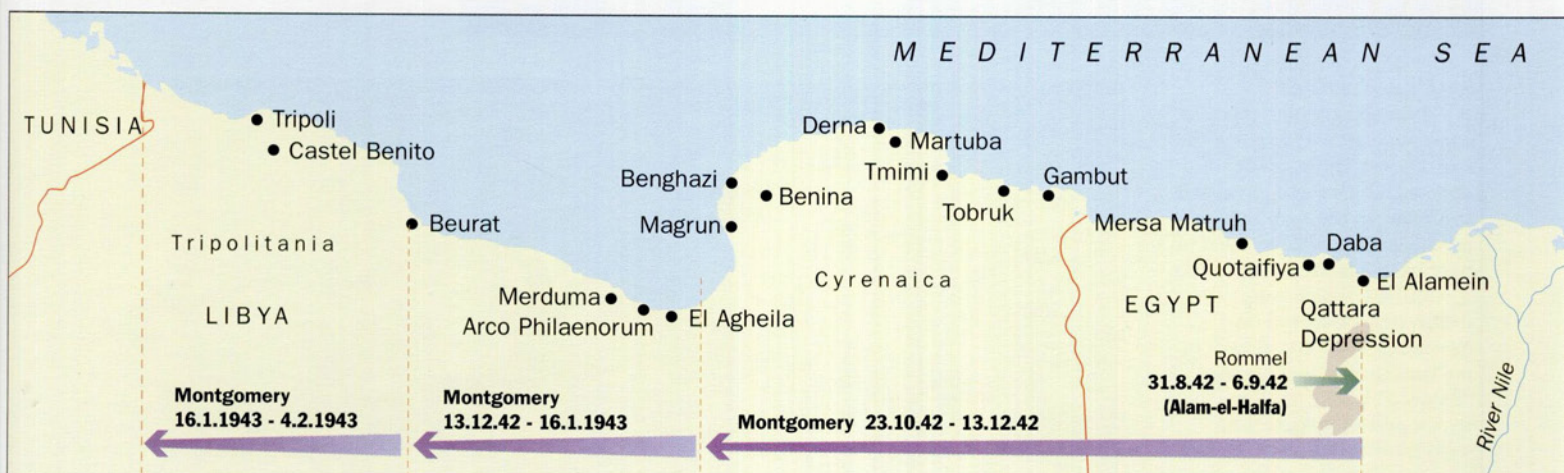 MEDITERRANEAN SEA
TUNISIA
Tripoli
Castel Benito
Derna
Martuba
Tmimi
Gambut
Benghazi
Benina
Tobruk
Magrun
Beurat
Mersa Matruh
Tripolitania
Daba
Quotaifiya
Cyrenaica
El Alamein
Merduma
EGYPT
LIBYA
Arco Philaenorum
El Agheila
Qattara
Depression
Rommel
31.8.42 - 6.9.42
(Alam-el-Halfa)
River Nile
Montgomery
16.1.1943 - 4.2.1943
Montgomery
13.12.42 - 16.1.1943
Montgomery 23.10.42 - 13.12.42